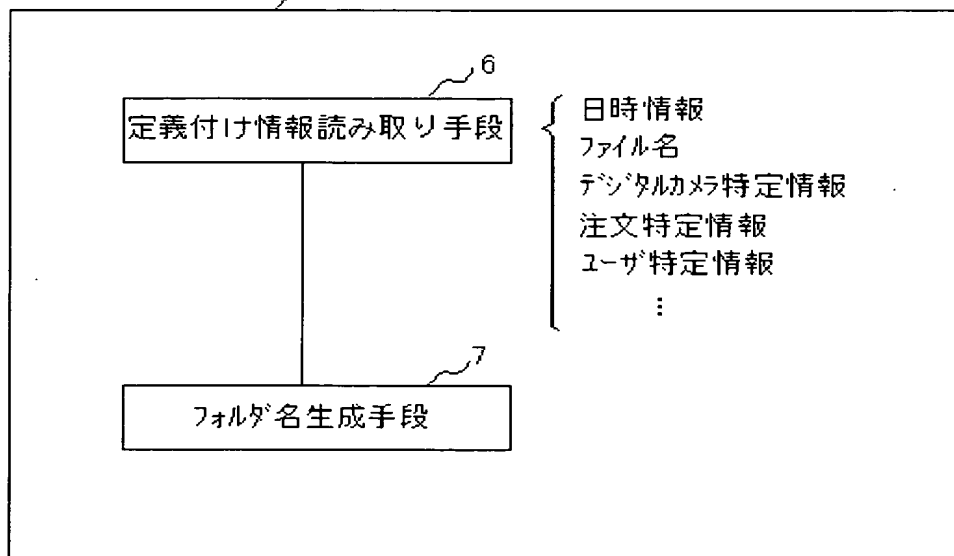 6
定義付け情報読み取り手段
日時情報
ファイル名
デジタルカメラ特定情報
注文特定情報
ユーザ特定情報
⋮
7
フォルダ名生成手段